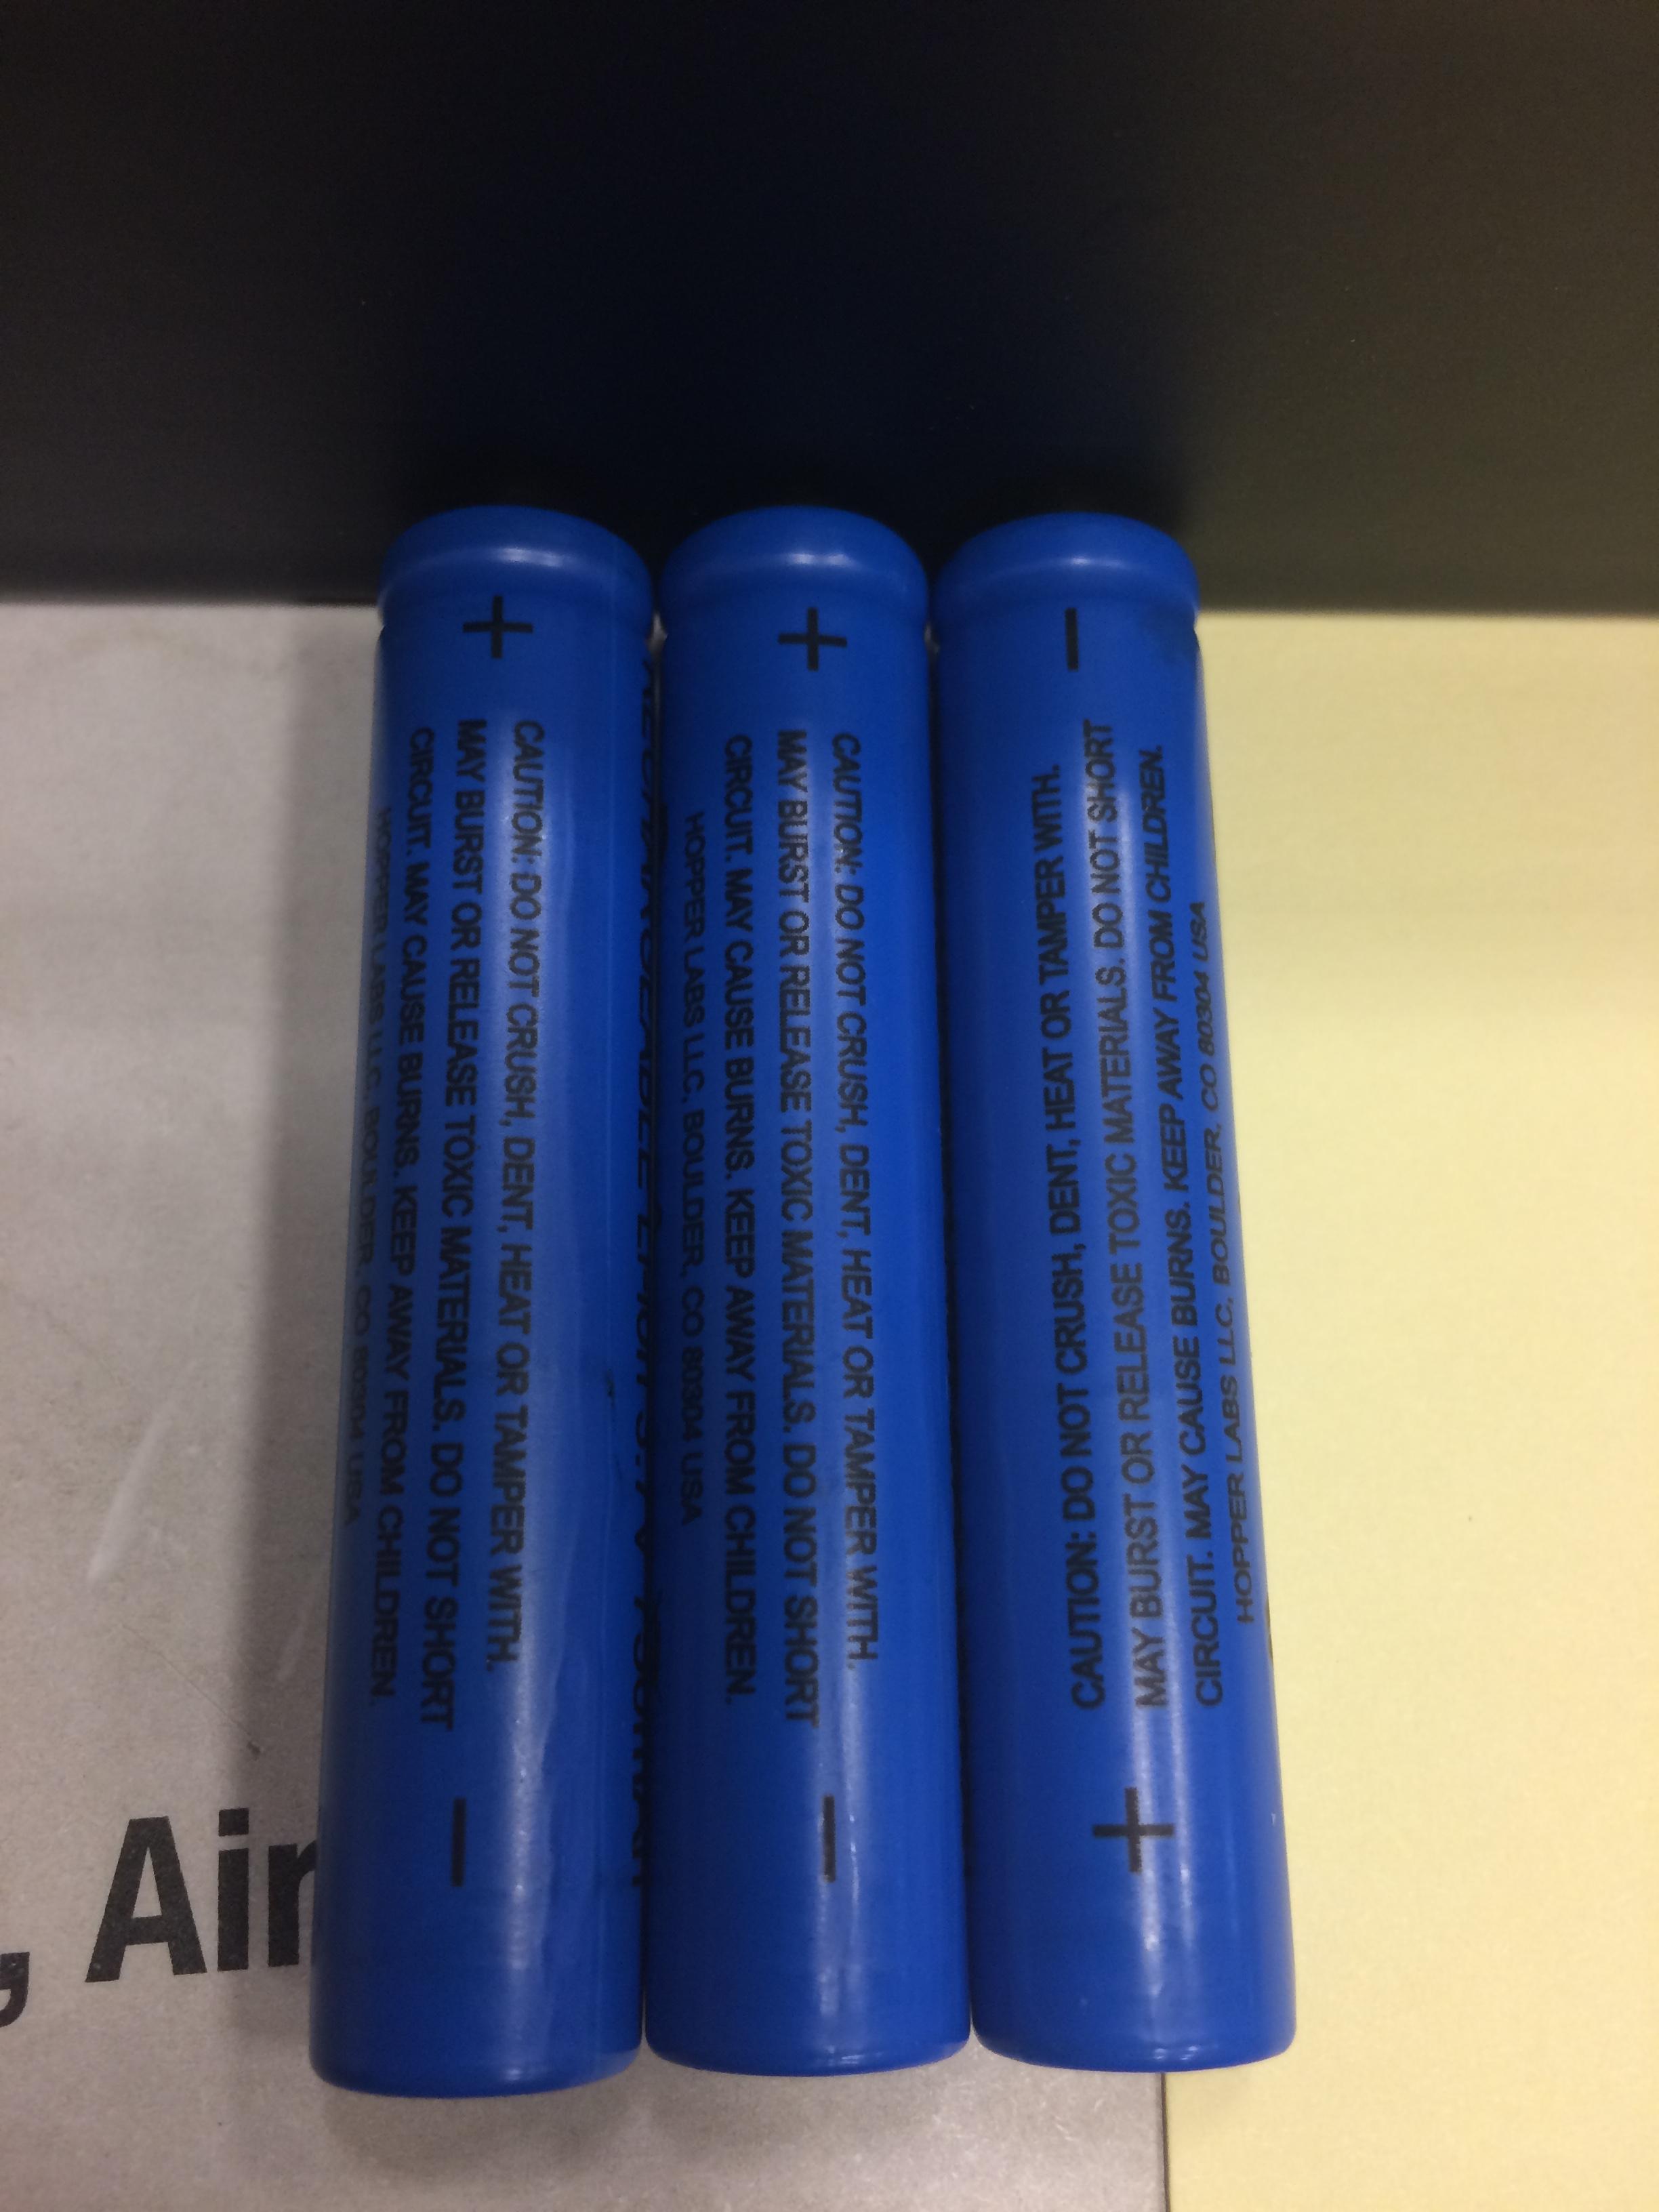 +
CAUTION: DO NOT CRUSH, DENT, HEAT OR TAMPER WITH.
MAY BURST OR RELEASE TOXIC MATERIALS. DO NOT SHORT
CIRCUIT. MAY CAUSE BURNS. KEEP AWAY FROM CHILDREN.
HOPPER LABS LLC. BOULDER, CO 80304 USA
−
+
CAUTION: DO NOT CRUSH, DENT, HEAT OR TAMPER WITH.
MAY BURST OR RELEASE TOXIC MATERIALS. DO NOT SHORT
CIRCUIT. MAY CAUSE BURNS. KEEP AWAY FROM CHILDREN.
HOPPER LABS LLC. BOULDER, CO 80304 USA
−
−
CAUTION: DO NOT CRUSH, DENT, HEAT OR TAMPER WITH.
MAY BURST OR RELEASE TOXIC MATERIALS. DO NOT SHORT
CIRCUIT. MAY CAUSE BURNS. KEEP AWAY FROM CHILDREN.
HOPPER LABS LLC. BOULDER, CO 80304 USA
+
, Air